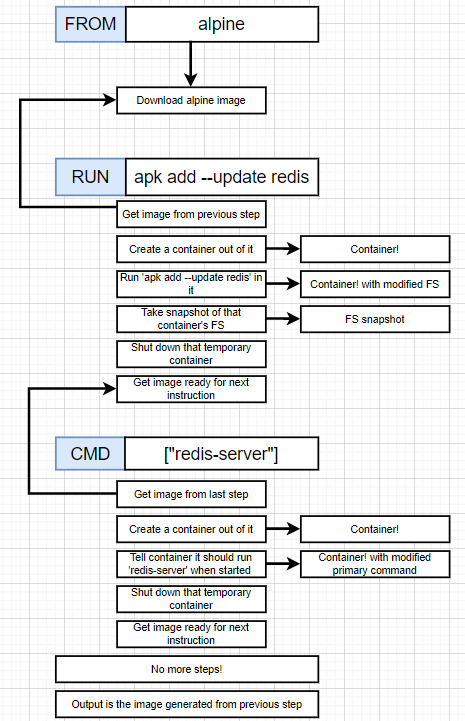 FROM alpine
Download alpine image
RUN apk add --update redis
Get image from previous step
Create a container out of it Container!
Run 'apk add --update redis' in
it
Container! with modified FS
Take snapshot of that
container's FS
FS snapshot
Shut down that temporary
container
Get image ready for next
instruction
CMD ["redis-server"]
Get image from last step
Create a container out of it Container!
Tell container it should run
'redis-server' when started
Container! with modified
primary command
Shut down that temporary
container
Get image ready for next
instruction
No more steps!
Output is the image generated from previous step